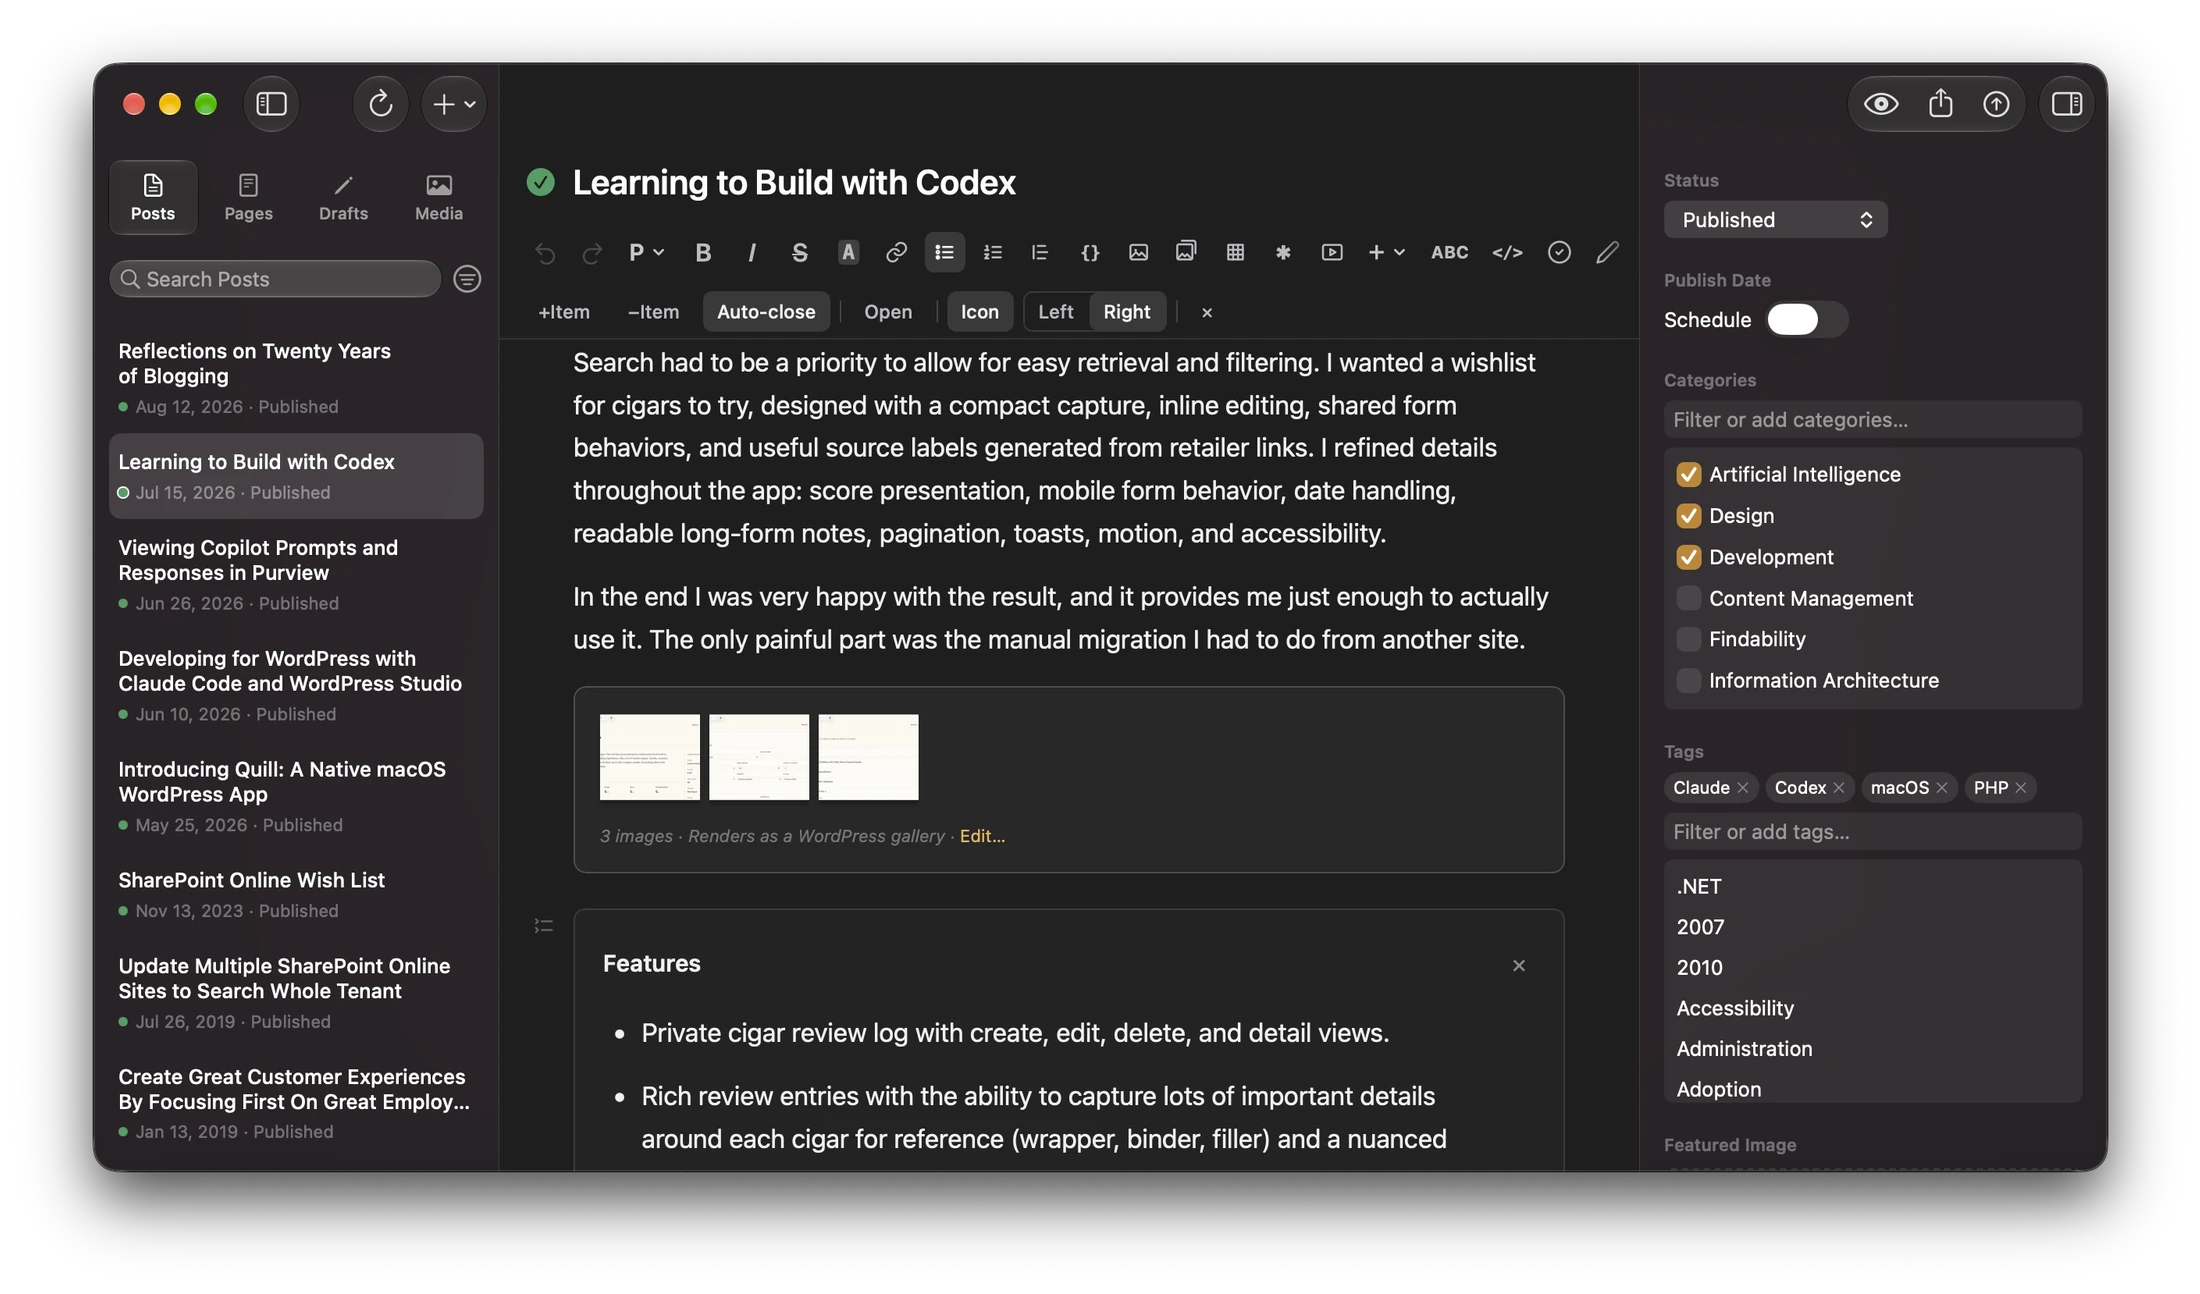 Posts
Pages
Drafts
Media
Search Posts
Reflections on Twenty Years
of Blogging
Aug 12, 2026 · Published
Learning to Build with Codex
Jul 15, 2026 · Published
Viewing Copilot Prompts and
Responses in Purview
Jun 26, 2026 · Published
Developing for WordPress with
Claude Code and WordPress Studio
Jun 10, 2026 · Published
Introducing Quill: A Native macOS
WordPress App
May 25, 2026 · Published
SharePoint Online Wish List
Nov 13, 2023 · Published
Update Multiple SharePoint Online
Sites to Search Whole Tenant
Jul 26, 2019 · Published
Create Great Customer Experiences
By Focusing First On Great Employ...
Jan 13, 2019 · Published
Learning to Build with Codex
P B I S A {} ABC </>
+Item −Item Auto-close Open Icon Left Right ×
Search had to be a priority to allow for easy retrieval and filtering. I wanted a wishlist
for cigars to try, designed with a compact capture, inline editing, shared form
behaviors, and useful source labels generated from retailer links. I refined details
throughout the app: score presentation, mobile form behavior, date handling,
readable long-form notes, pagination, toasts, motion, and accessibility.
In the end I was very happy with the result, and it provides me just enough to actually
use it. The only painful part was the manual migration I had to do from another site.
3 images · Renders as a WordPress gallery · Edit...
Features ×
• Private cigar review log with create, edit, delete, and detail views.
• Rich review entries with the ability to capture lots of important details
around each cigar for reference (wrapper, binder, filler) and a nuanced
Status
Published
Publish Date
Schedule
Categories
Filter or add categories...
Artificial Intelligence
Design
Development
Content Management
Findability
Information Architecture
Tags
Claude × Codex × macOS × PHP ×
Filter or add tags...
.NET
2007
2010
Accessibility
Administration
Adoption
Featured Image